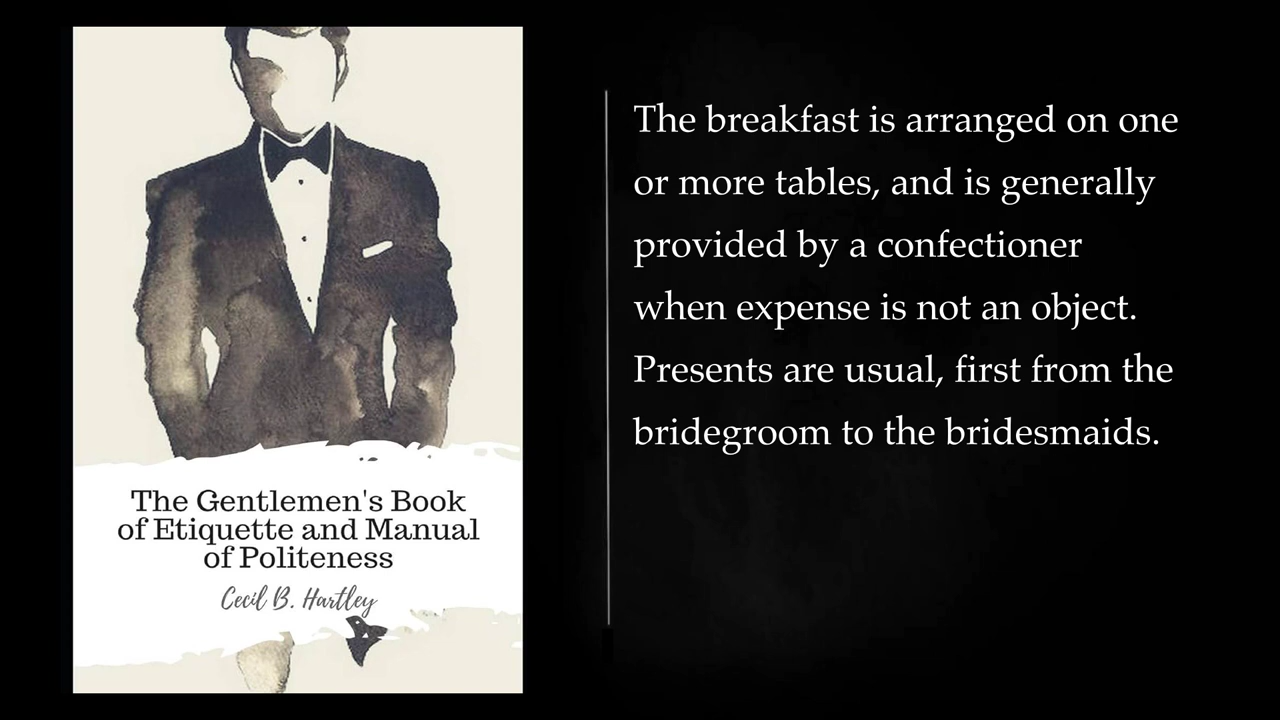 The Gentlemen's Book
of Etiquette and Manual
of Politeness
Cecil B. Hartley
The breakfast is arranged on one
or more tables, and is generally
provided by a confectioner
when expense is not an object.
Presents are usual, first from the
bridegroom to the bridesmaids.